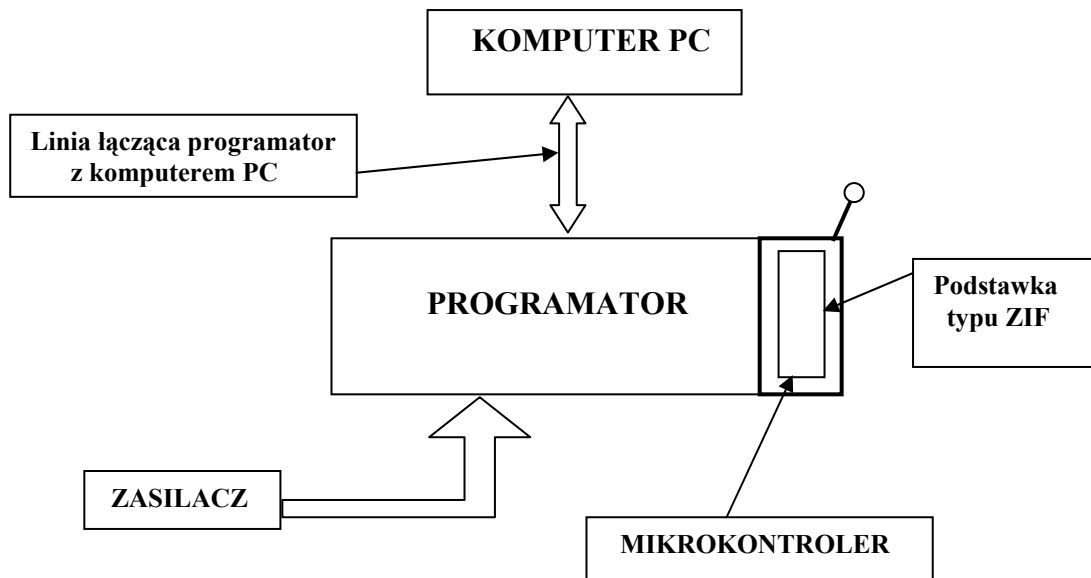 KOMPUTER PC
Linia łącząca programator
z komputerem PC
PROGRAMATOR
Podstawka
typu ZIF
ZASILACZ
MIKROKONTROLER